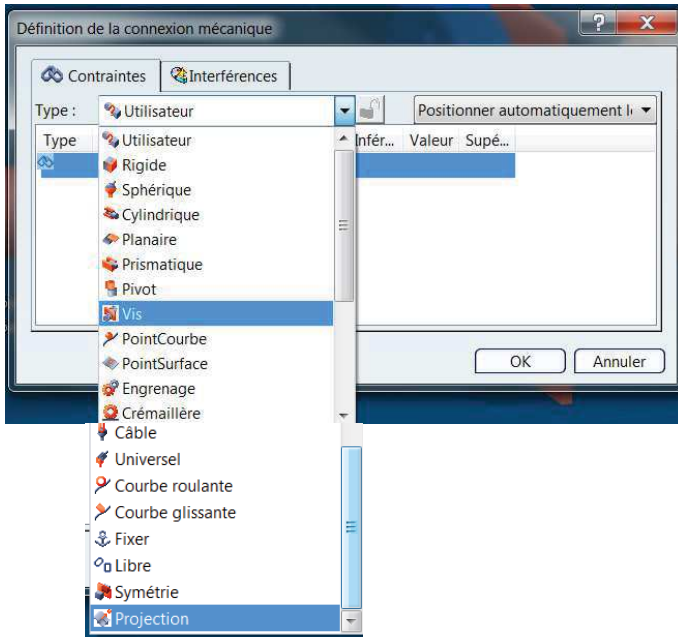 Définition de la connexion mécanique
Contraintes Interférences
Type : Utilisateur Positionner automatiquement l
Type Utilisateur Infér... Valeur Supé...
Rigide
Sphérique
Cylindrique
Planaire
Prismatique
Pivot
Vis
PointCourbe
PointSurface
OK Annuler
Engrenage
Crémaillère
Câble
Universel
Courbe roulante
Courbe glissante
Fixer
Libre
Symétrie
Projection